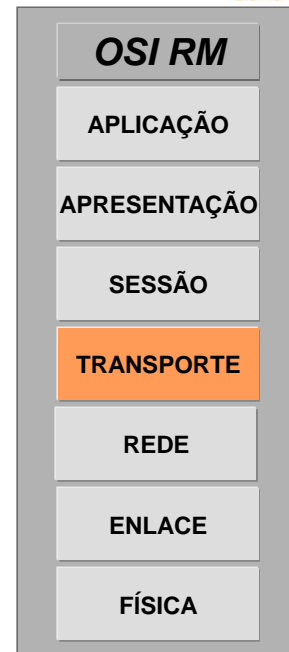 OSI RM
APLICAÇÃO
APRESENTAÇÃO
SESSÃO
TRANSPORTE
REDE
ENLACE
FÍSICA